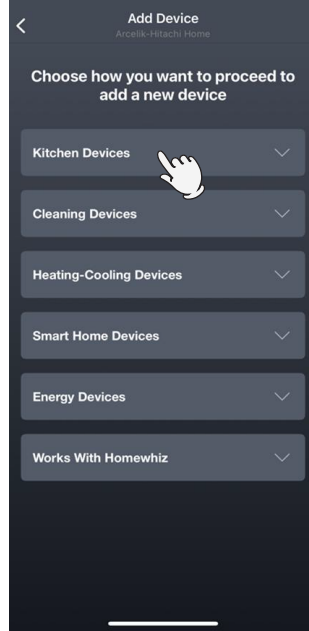 Add Device
Arcelik-Hitachi Home
Choose how you want to proceed to
add a new device
Kitchen Devices
Cleaning Devices
Heating-Cooling Devices
Smart Home Devices
Energy Devices
Works With Homewhiz